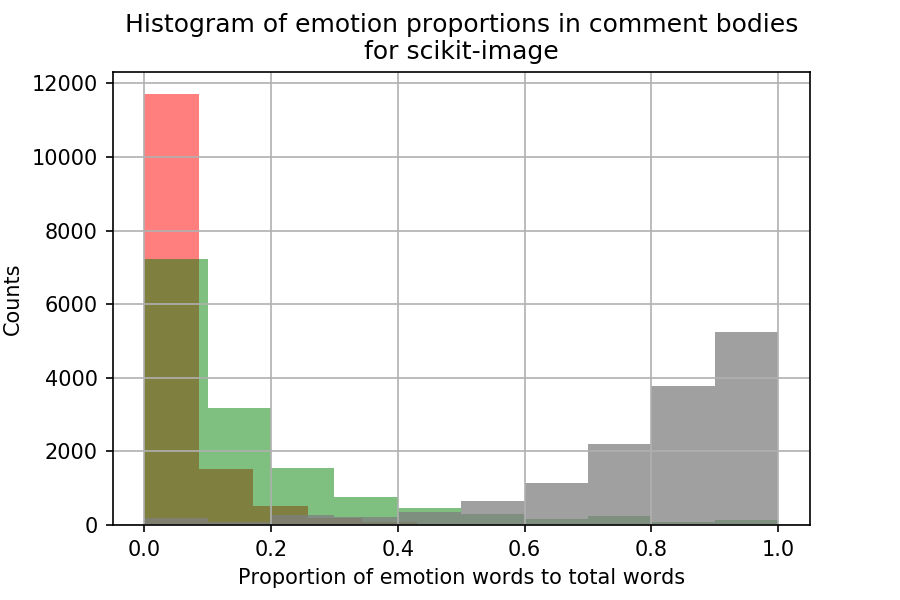 Histogram of emotion proportions in comment bodies
for scikit-image
12000
10000
8000
6000
4000
2000
0
Counts
0.0 0.2 0.4 0.6 0.8 1.0
Proportion of emotion words to total words